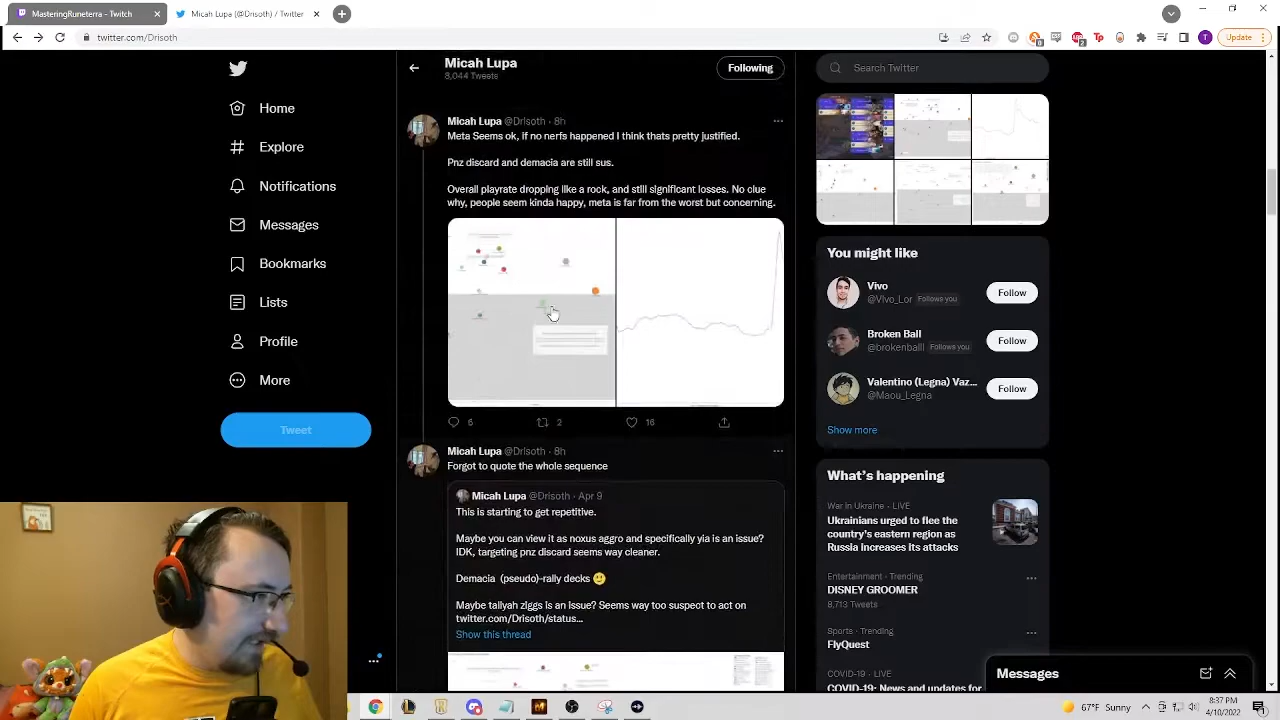 MasteringRuneterra - Twitch
Micah Lupa (@Drisoth) / Twitter
twitter.com/Drisoth
Update
Home
Explore
Notifications
Messages
Bookmarks
Lists
Profile
More
Tweet
Micah Lupa
8,044 Tweets
Following
Micah Lupa @Drisoth · 8h
Meta Seems ok, if no nerfs happened I think thats pretty justified.
Pnz discard and demacia are still sus.
Overall playrate dropping like a rock, and still significant losses. No clue
why, people seem kinda happy, meta is far from the worst but concerning.
6
2
16
Micah Lupa @Drisoth · 8h
Forgot to quote the whole sequence
Micah Lupa @Drisoth · Apr 9
This is starting to get repetitive.
Maybe you can view it as noxus aggro and specifically yia is an issue?
IDK, targeting pnz discard seems way cleaner.
Demacia (pseudo)-rally decks
Maybe taliyah ziggs is an issue? Seems way too suspect to act on
twitter.com/Drisoth/status...
Show this thread
Search Twitter
You might like
Vivo
@Vivo_Lor Follows you
Follow
Broken Ball
@brokenballl Follows you
Follow
Valentino (Legna) Vaz...
@Maou_Legna
Follow
Show more
What's happening
War in Ukraine · LIVE
Ukrainians urged to flee the
country's eastern region as
Russia increases its attacks
Entertainment · Trending
DISNEY GROOMER
8,713 Tweets
Sports · Trending
FlyQuest
COVID-19 · LIVE
COVID-19: News and updates for
Messages
67°F Sunny
8:37 PM
4/10/2022